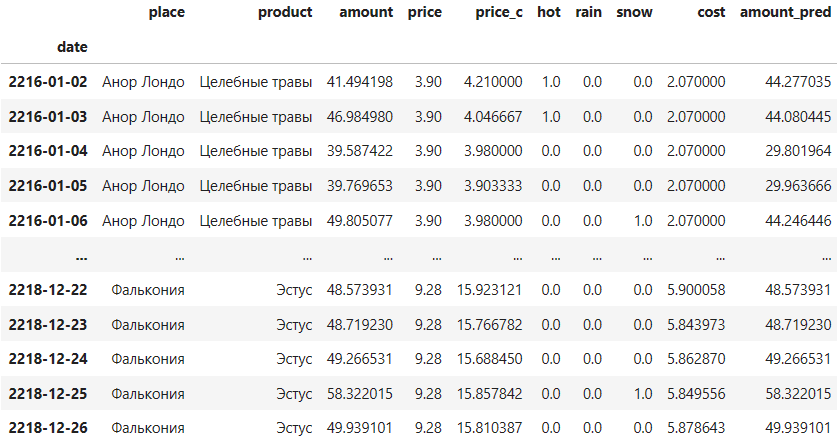 place product amount price price_c hot rain snow cost amount_pred
date
2216-01-02 Анор Лондо Целебные травы 41.494198 3.90 4.210000 1.0 0.0 0.0 2.070000 44.277035
2216-01-03 Анор Лондо Целебные травы 46.984980 3.90 4.046667 1.0 0.0 0.0 2.070000 44.080445
2216-01-04 Анор Лондо Целебные травы 39.587422 3.90 3.980000 0.0 0.0 0.0 2.070000 29.801964
2216-01-05 Анор Лондо Целебные травы 39.769653 3.90 3.903333 0.0 0.0 0.0 2.070000 29.963666
2216-01-06 Анор Лондо Целебные травы 49.805077 3.90 3.980000 0.0 0.0 1.0 2.070000 44.246446
... ... ... ... ... ... ... ... ... ... ...
2218-12-22 Фалькония Эстус 48.573931 9.28 15.923121 0.0 0.0 0.0 5.900058 48.573931
2218-12-23 Фалькония Эстус 48.719230 9.28 15.766782 0.0 0.0 0.0 5.843973 48.719230
2218-12-24 Фалькония Эстус 49.266531 9.28 15.688450 0.0 0.0 0.0 5.862870 49.266531
2218-12-25 Фалькония Эстус 58.322015 9.28 15.857842 0.0 0.0 1.0 5.849556 58.322015
2218-12-26 Фалькония Эстус 49.939101 9.28 15.810387 0.0 0.0 0.0 5.878643 49.939101